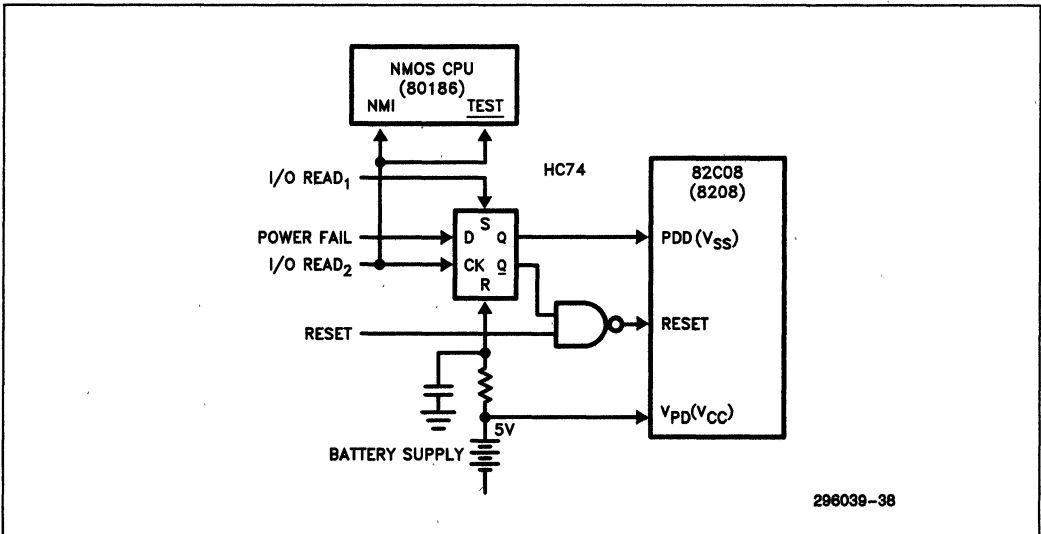 NMOS CPU
(80186)
NMI TEST
I/O READ1
HC74
82C08
(8208)
S
POWER FAIL
D Q
PDD (VSS)
I/O READ2
CK Q
R
RESET
RESET
VPD(VCC)
5V
BATTERY SUPPLY
296039-38